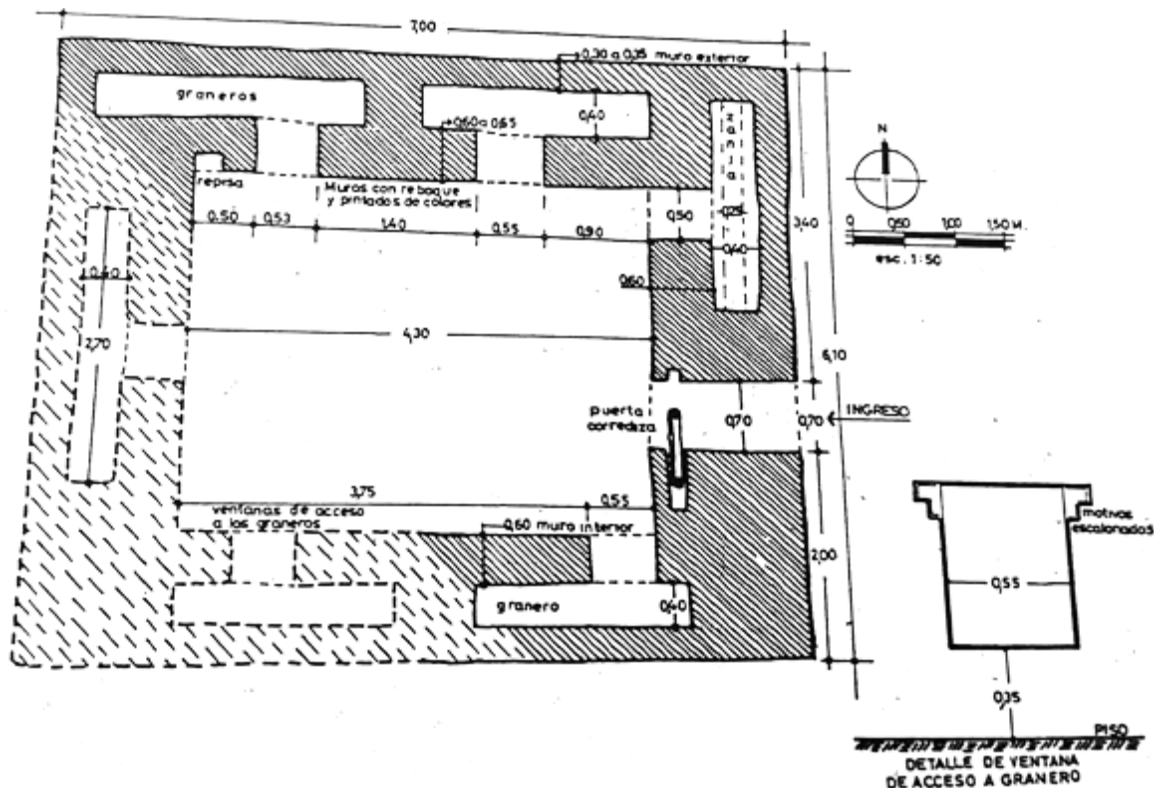 7,00
0,30 a 0,35 muro exterior
graneros
0,40
0,60 a 0,65
zanja
N
repisa
Muros con reboque
y pintados de colores
0,50
0,53
1,40
0,55
0,90
0,50
0,25
0,40
3,40
0 0,50 1,00 1,50 M.
esc. 1:50
0,40
0,60
2,70
4,30
6,10
puerta
corrediza
0,70
0,70
INGRESO
3,75
0,55
ventanas de acceso
a los graneros
0,60 muro interior
motivos
escalonados
2,00
0,55
granero
0,40
0,35
PISO
DETALLE DE VENTANA
DE ACCESO A GRANERO